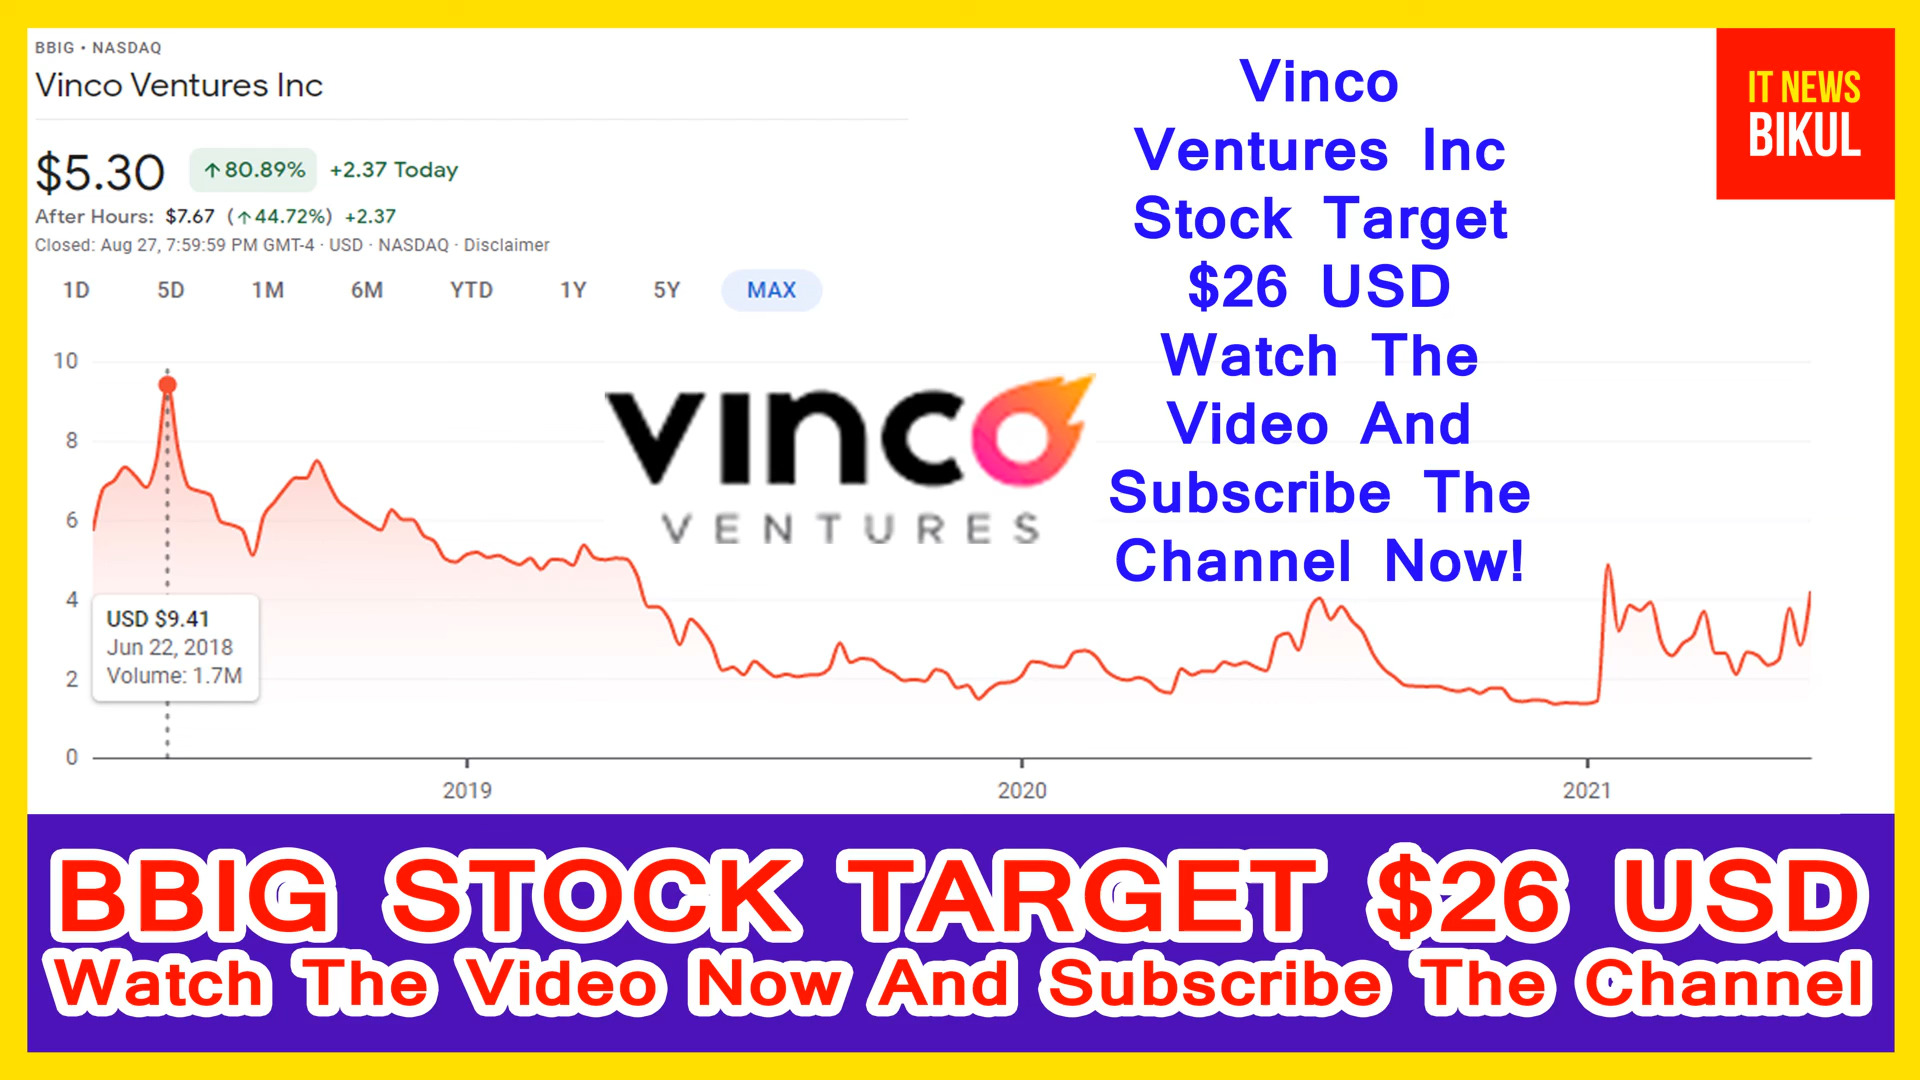 BBIG • NASDAQ
Vinco Ventures Inc
$5.30 ↑80.89% +2.37 Today
After Hours: $7.67 (↑44.72%) +2.37
Closed: Aug 27, 7:59:59 PM GMT-4 · USD · NASDAQ · Disclaimer
1D 5D 1M 6M YTD 1Y 5Y MAX
10
8
6
4
2
0
USD $9.41
Jun 22, 2018
Volume: 1.7M
2019 2020 2021
vinco
VENTURES
Vinco
Ventures Inc
Stock Target
$26 USD
Watch The
Video And
Subscribe The
Channel Now!
IT NEWS
BIKUL
BBIG STOCK TARGET $26 USD
Watch The Video Now And Subscribe The Channel